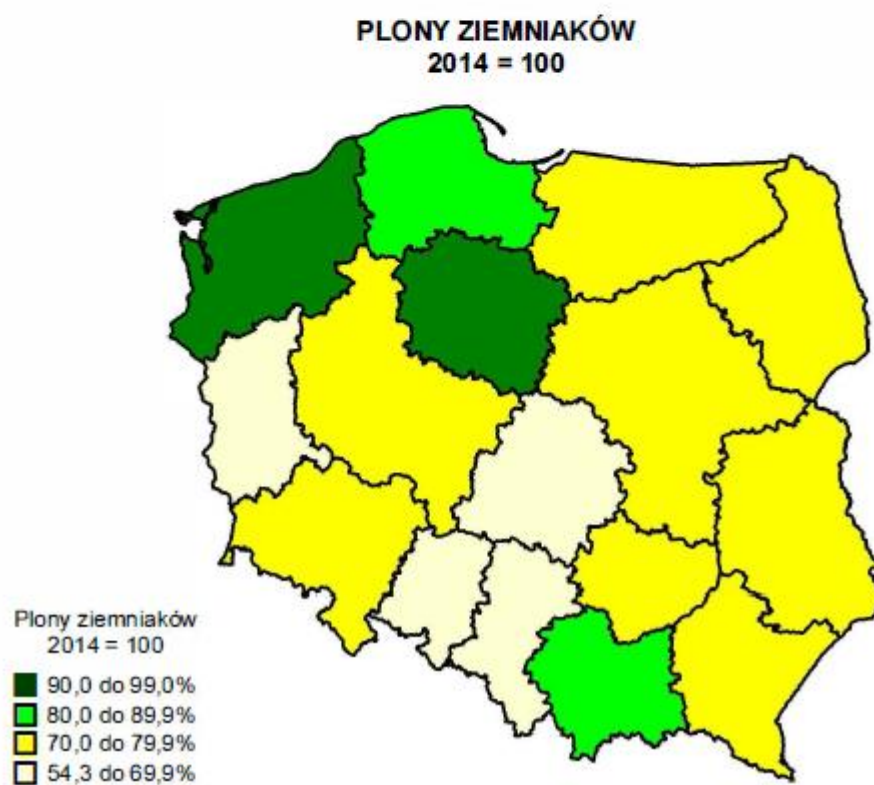 PLONY ZIEMNIAKÓW
2014 = 100
Plony ziemniaków
2014 = 100
90,0 do 99,0%
80,0 do 89,9%
70,0 do 79,9%
54,3 do 69,9%